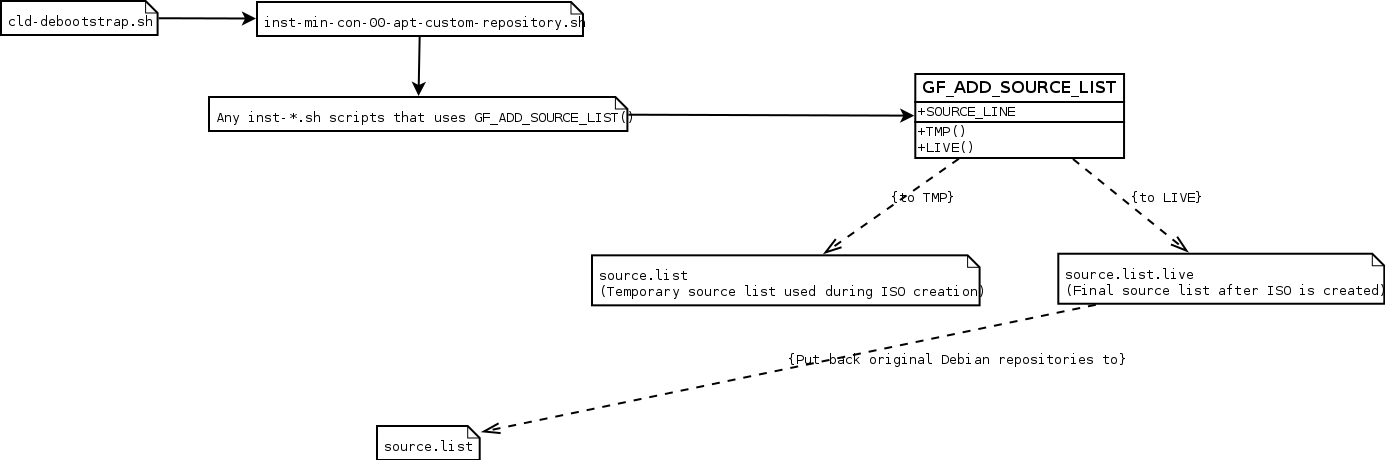 cld-debootstrap.sh
inst-min-con-00-apt-custom-repository.sh
Any inst-*.sh scripts that uses GF_ADD_SOURCE_LIST()
GF_ADD_SOURCE_LIST
+SOURCE_LINE
+TMP()
+LIVE()
{to TMP}
{to LIVE}
source.list
(Temporary source list used during ISO creation)
source.list.live
(Final source list after ISO is created)
{Put back original Debian repositories to}
source.list